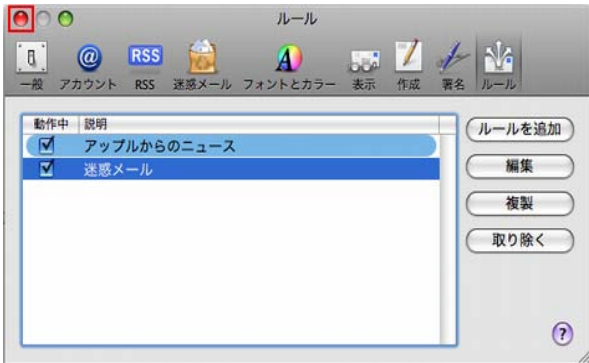 ルール
一般 アカウント RSS 迷惑メール フォントとカラー 表示 作成 署名 ルール
動作中 説明
アップルからのニュース
迷惑メール
ルールを追加
編集
複製
取り除く